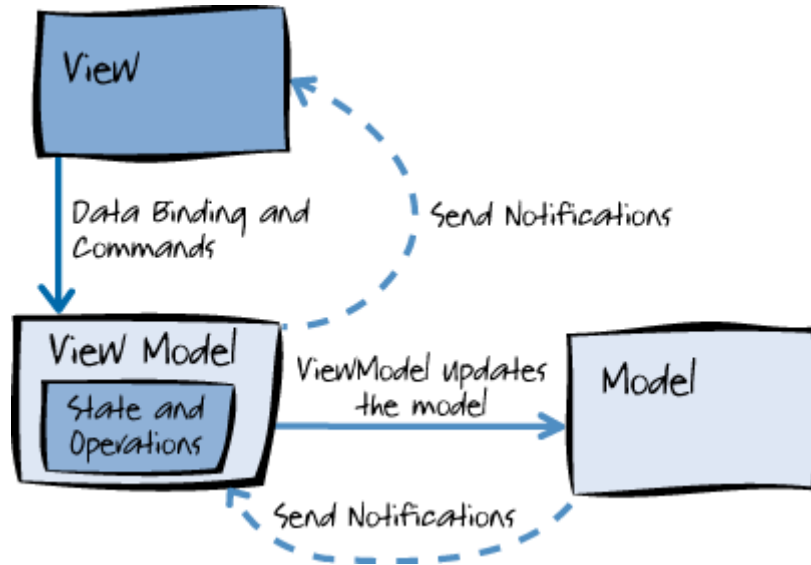 View
Data Binding and
Commands
Send Notifications
View Model
State and
Operations
ViewModel updates
the model
Model
Send Notifications